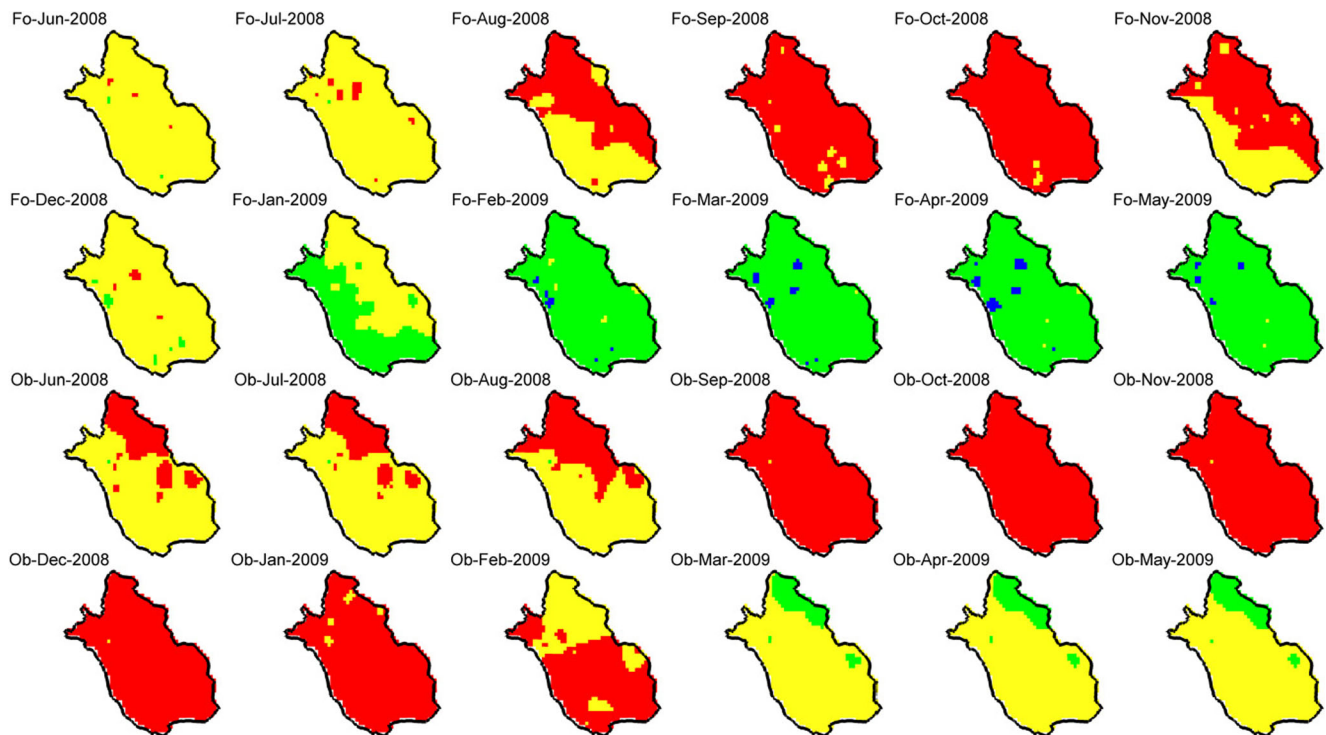 Fo-Jun-2008 Fo-Jul-2008 Fo-Aug-2008 Fo-Sep-2008 Fo-Oct-2008 Fo-Nov-2008
Fo-Dec-2008 Fo-Jan-2009 Fo-Feb-2009 Fo-Mar-2009 Fo-Apr-2009 Fo-May-2009
Ob-Jun-2008 Ob-Jul-2008 Ob-Aug-2008 Ob-Sep-2008 Ob-Oct-2008 Ob-Nov-2008
Ob-Dec-2008 Ob-Jan-2009 Ob-Feb-2009 Ob-Mar-2009 Ob-Apr-2009 Ob-May-2009